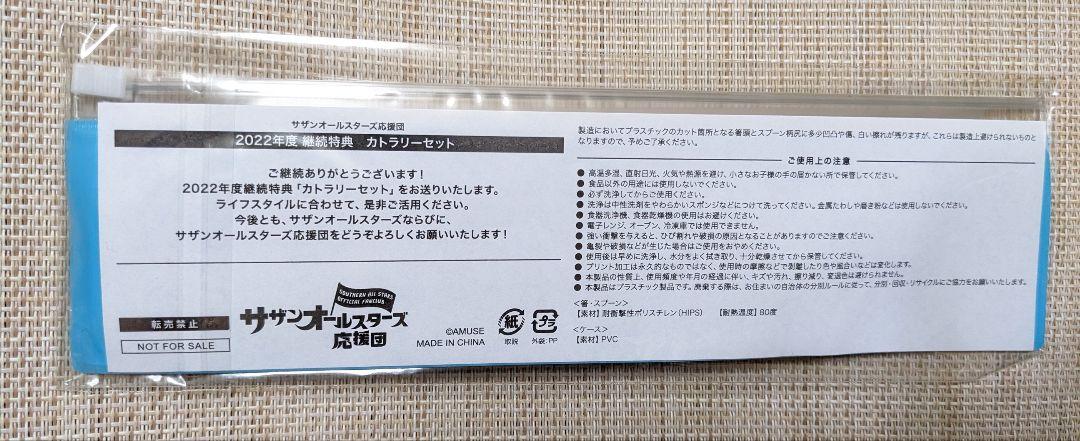 サザンオールスターズ応援団
2022年度 継続特典 カトラリーセット
ご継続ありがとうございます！
2022年度継続特典「カトラリーセット」をお送りいたします。
ライフスタイルに合わせて、是非ご活用ください。
今後とも、サザンオールスターズならびに、
サザンオールスターズ応援団をどうぞよろしくお願いいたします！
転売禁止
NOT FOR SALE
SOUTHERN ALL STARS
OFFICIAL FANCLUB
サザンオールスターズ
応援団
©AMUSE
MADE IN CHINA
紙
取説
プラ
外袋:PP
製造においてプラスチックのカット箇所となる箸頭とスプーン柄尻に多少凹凸や傷、白い擦れが残りますが、これらは製造上避けられないものと
なりますので、予めご了承ください。
ご使用上の注意
● 高温多湿、直射日光、火気や熱源を避け、小さなお子様の手の届かない所で保管してください。
● 食品以外の用途には使用しないでください。
● 必ず洗浄してからご使用ください。
● 洗浄は中性洗剤をやわらかいスポンジなどにつけて洗ってください。金属たわしや磨き粉などは使用しないでください。
● 食器洗浄機、食器乾燥機の使用はお避けください。
● 電子レンジ、オーブン、冷凍庫では使用できません。
● 強い衝撃を与えると、ひび割れや破損の原因となることがありますのでご注意ください。
● 亀裂や破損などが生じた場合はご使用をおやめください。
● 使用後は早めに洗浄し、水分をよく拭き取り、十分乾燥させてから保管してください。
● プリント加工は永久的なものではなく、使用時の摩擦などで剥離したり色や風合いなどは変化します。
● 本製品の性質上、使用頻度や年月の経過に伴い、キズや汚れ、擦り減り、変退色は避けられません。
● 本製品はプラスチック製品です。廃棄する際は、お住まいの自治体の分別ルールに従って、分別・回収・リサイクルにご協力をお願いいたします。
<箸・スプーン>
【素材】耐衝撃性ポリスチレン(HIPS) 【耐熱温度】80度
<ケース>
【素材】PVC